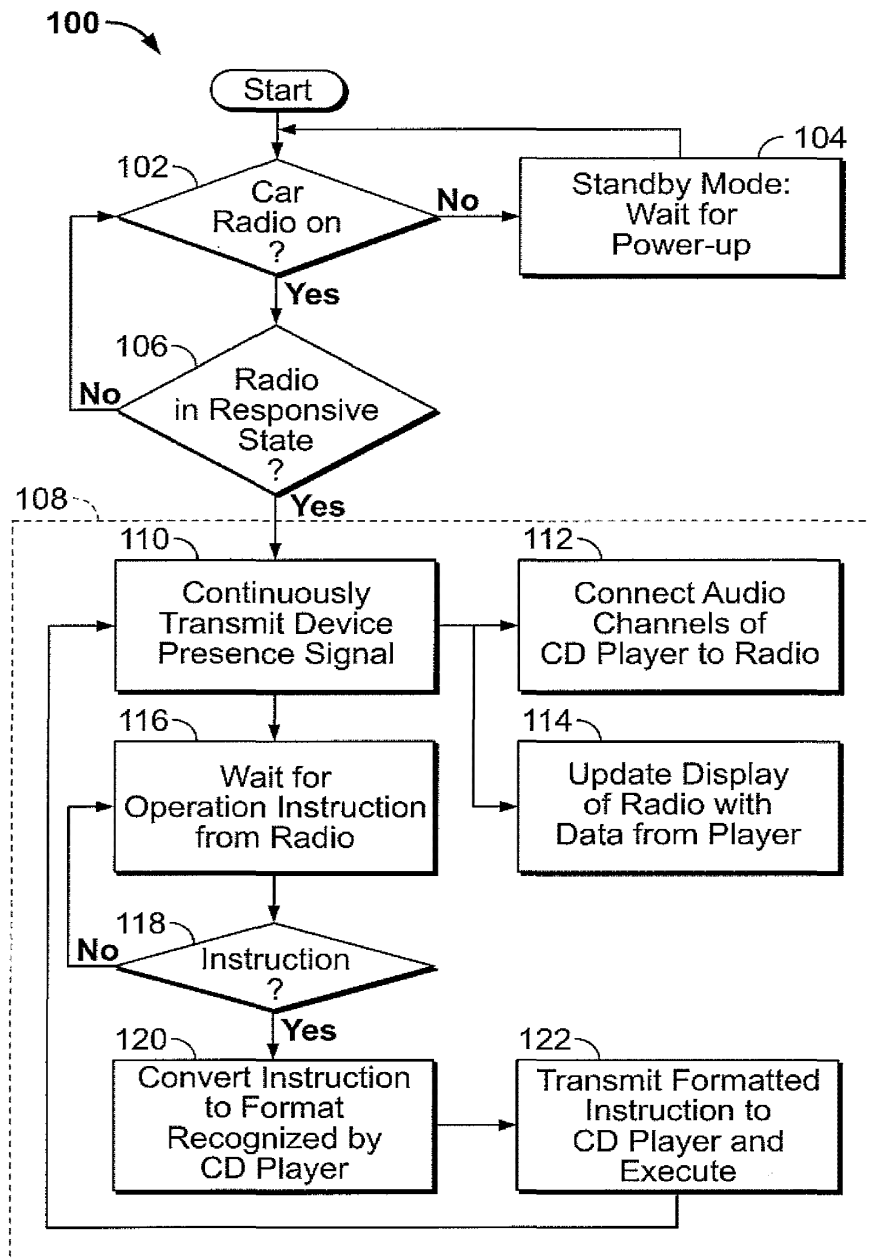 100
Start
102
Car
Radio on
?
No
104
Standby Mode:
Wait for
Power-up
Yes
106
Radio
in Responsive
State
?
No
Yes
108
110
Continuously
Transmit Device
Presence Signal
112
Connect Audio
Channels of
CD Player to Radio
116
Wait for
Operation Instruction
from Radio
114
Update Display
of Radio with
Data from Player
118
Instruction
?
No
Yes
120
Convert Instruction
to Format
Recognized by
CD Player
122
Transmit Formatted
Instruction to
CD Player and
Execute